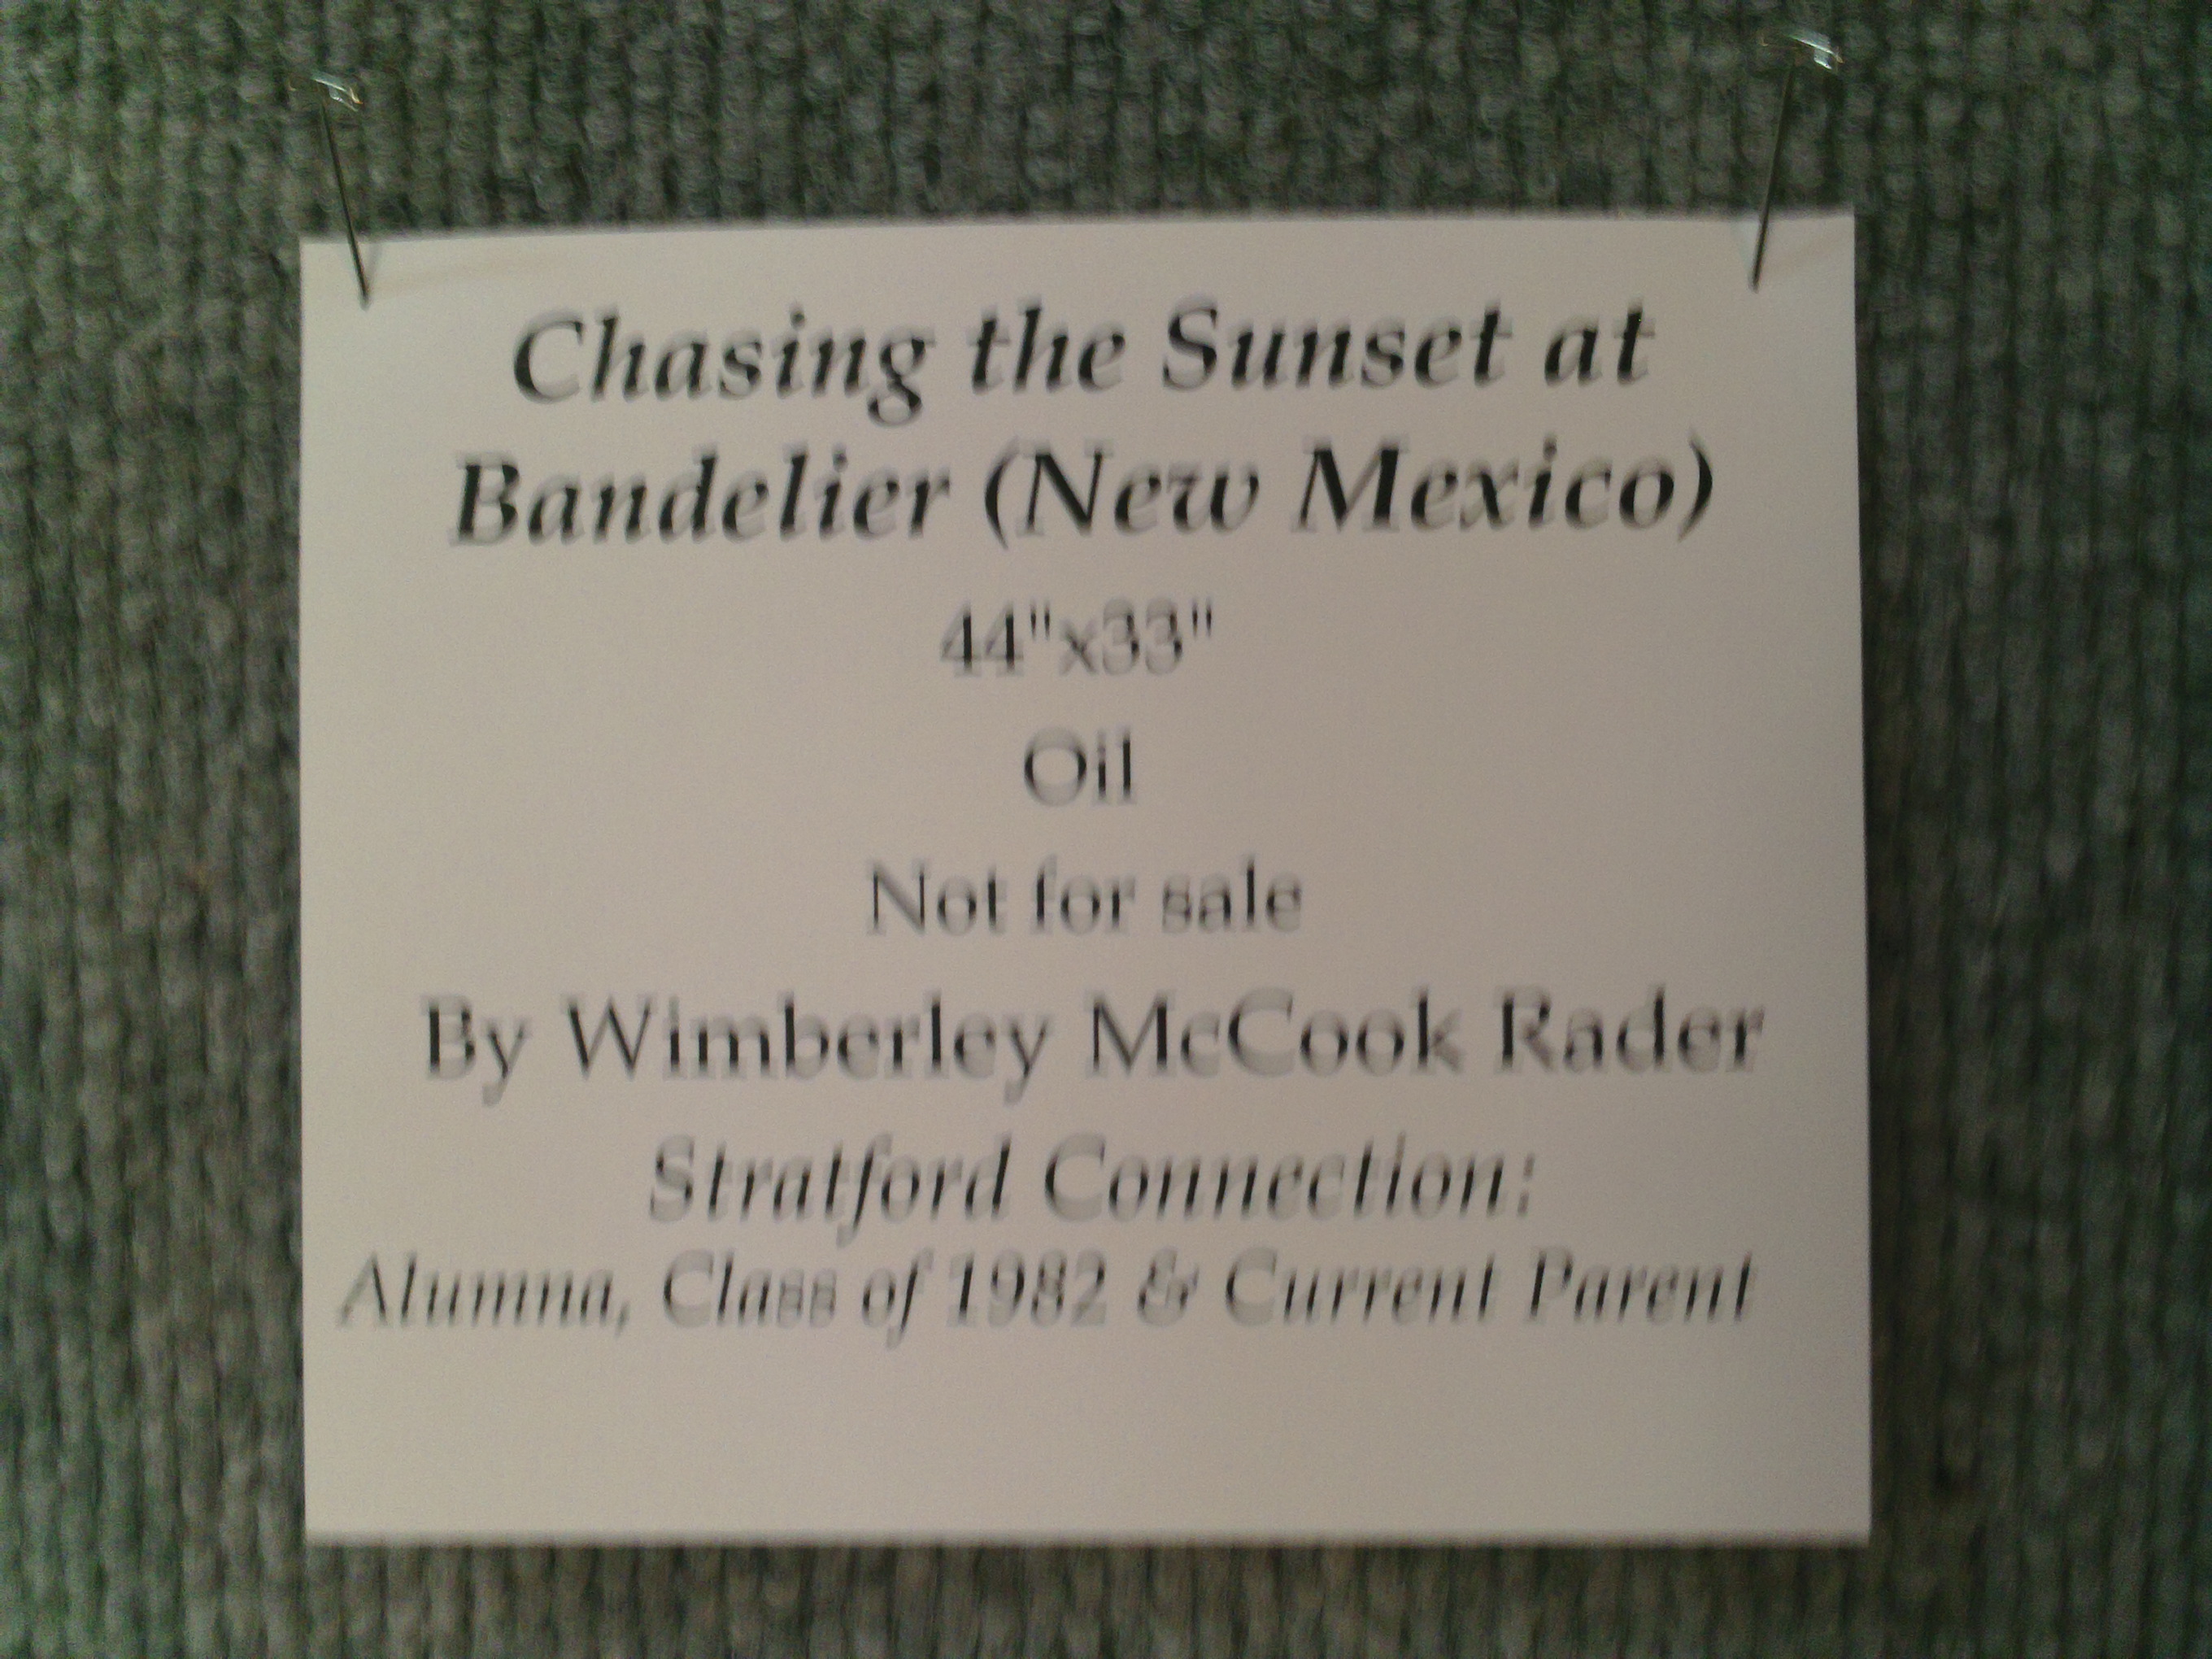 Chasing the Sunset at
Bandelier (New Mexico)
44"x33"
Oil
Not for sale
By Wimberley McCook Rader
Stratford Connection:
Alumna, Class of 1982 & Current Parent